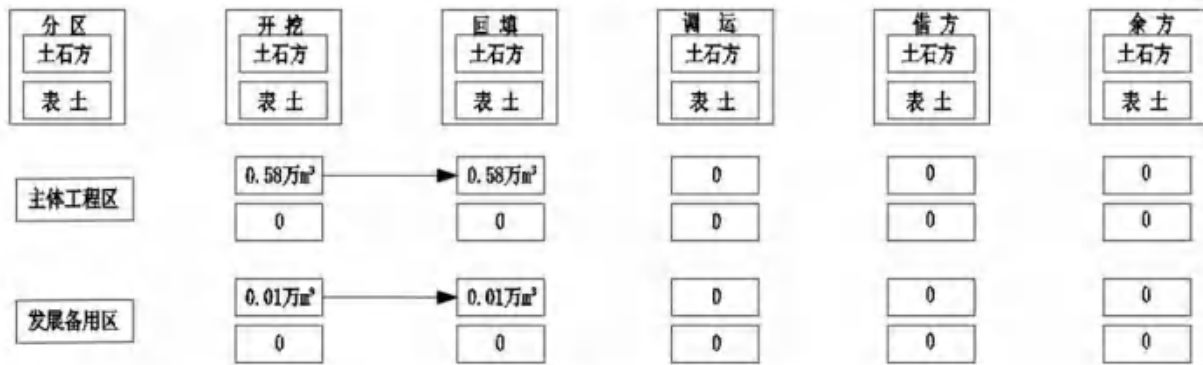 分区 开挖 回填 调运 借方 余方
土石方 土石方 土石方 土石方 土石方 土石方
表土 表土 表土 表土 表土 表土
主体工程区
0.58万m³ 0.58万m³ 0 0 0
0 0 0 0 0
发展备用区
0.01万m³ 0.01万m³ 0 0 0
0 0 0 0 0